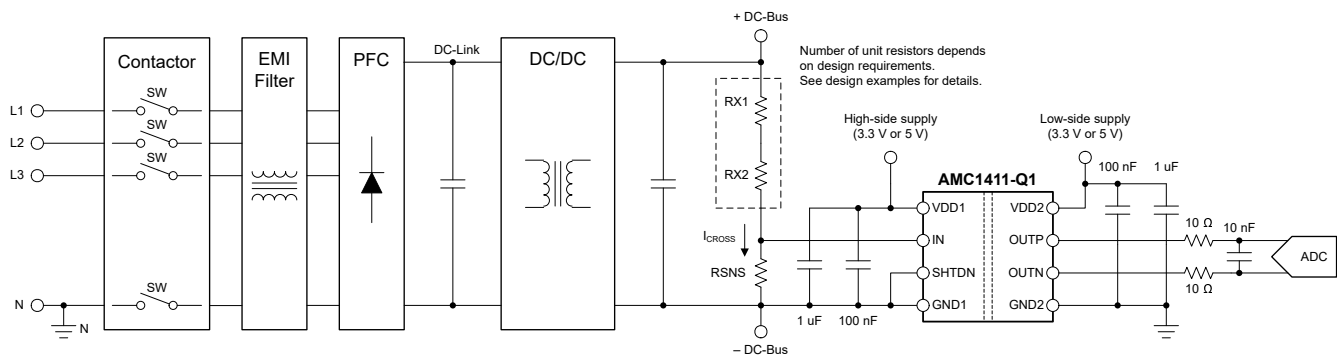 + DC-Bus
Number of unit resistors depends
on design requirements.
See design examples for details.
Contactor
EMI
Filter
PFC
DC-Link
DC/DC
SW
L1
SW
L2
SW
L3
RX1
RX2
High-side supply
(3.3 V or 5 V)
Low-side supply
(3.3 V or 5 V)
100 nF
1 uF
AMC1411-Q1
VDD1
VDD2
ICROSS
IN
OUTP
10 Ω
10 nF
ADC
RSNS
SHTDN
OUTN
10 Ω
SW
N
N
GND1
GND2
1 uF
100 nF
– DC-Bus